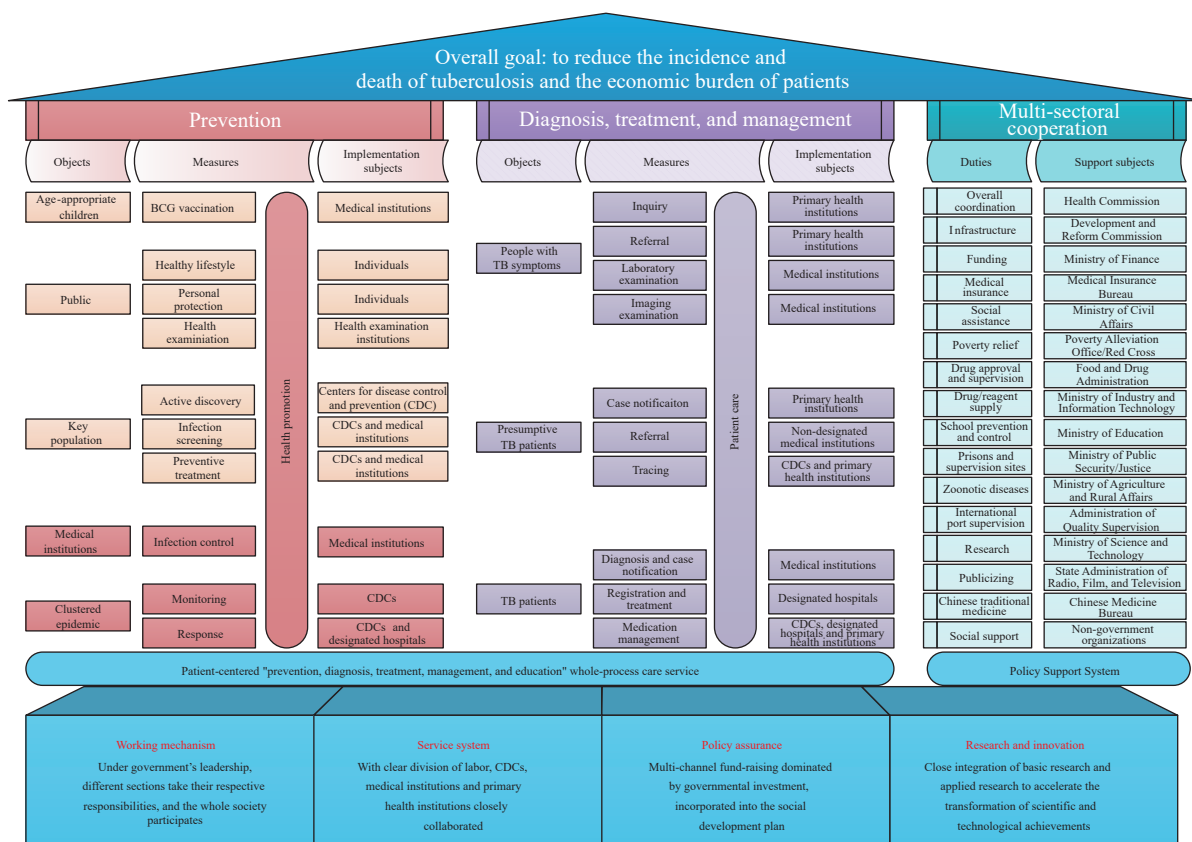 Overall goal: to reduce the incidence and
death of tuberculosis and the economic burden of patients
Prevention
Objects
Measures
Implementation
subjects
Age-appropriate
children
BCG vaccination
Medical institutions
Public
Healthy lifestyle
Individuals
Personal
protection
Individuals
Health
examiniation
Health examination
institutions
Key
population
Active discovery
Centers for disease control
and prevention (CDC)
Infection
screening
CDCs and medical
institutions
Preventive
treatment
CDCs and medical
institutions
Medical
institutions
Infection control
Medical institutions
Clustered
epidemic
Monitoring
CDCs
Response
CDCs and
designated hospitals
Health promotion
Diagnosis, treatment, and management
Objects
Measures
Implementation
subjects
People with
TB symptoms
Inquiry
Primary health
institutions
Referral
Primary health
institutions
Laboratory
examination
Medical institutions
Imaging
examination
Medical institutions
Presumptive
TB patients
Case notificaiton
Primary health
institutions
Referral
Non-designated
medical institutions
Tracing
CDCs and primary
health institutions
TB patients
Diagnosis and case
notification
Medical institutions
Registration and
treatment
Designated hospitals
Medication
management
CDCs, designated
hospitals and primary
health institutions
Patient care
Multi-sectoral
cooperation
Duties
Support subjects
Overall
coordination
Health Commission
Infrastructure
Development and
Reform Commission
Funding
Ministry of Finance
Medical
insurance
Medical Insurance
Bureau
Social
assistance
Ministry of Civil
Affairs
Poverty relief
Poverty Alleviation
Office/Red Cross
Drug approval
and supervision
Food and Drug
Administration
Drug/reagent
supply
Ministry of Industry and
Information Technology
School prevention
and control
Ministry of Education
Prisons and
supervision sites
Ministry of Public
Security/Justice
Zoonotic diseases
Ministry of Agriculture
and Rural Affairs
International
port supervision
Administration of
Quality Supervision
Research
Ministry of Science and
Technology
Publicizing
State Administration of
Radio, Film, and Television
Chinese traditional
medicine
Chinese Medicine
Bureau
Social support
Non-government
organizations
Patient-centered "prevention, diagnosis, treatment, management, and education" whole-process care service
Policy Support System
Working mechanism
Under government’s leadership,
different sections take their respective
responsibilities, and the whole society
participates
Service system
With clear division of labor, CDCs,
medical institutions and primary
health institutions closely
collaborated
Policy assurance
Multi-channel fund-raising dominated
by governmental investment,
incorporated into the social
development plan
Research and innovation
Close integration of basic research and
applied research to accelerate the
transformation of scientific and
technological achievements